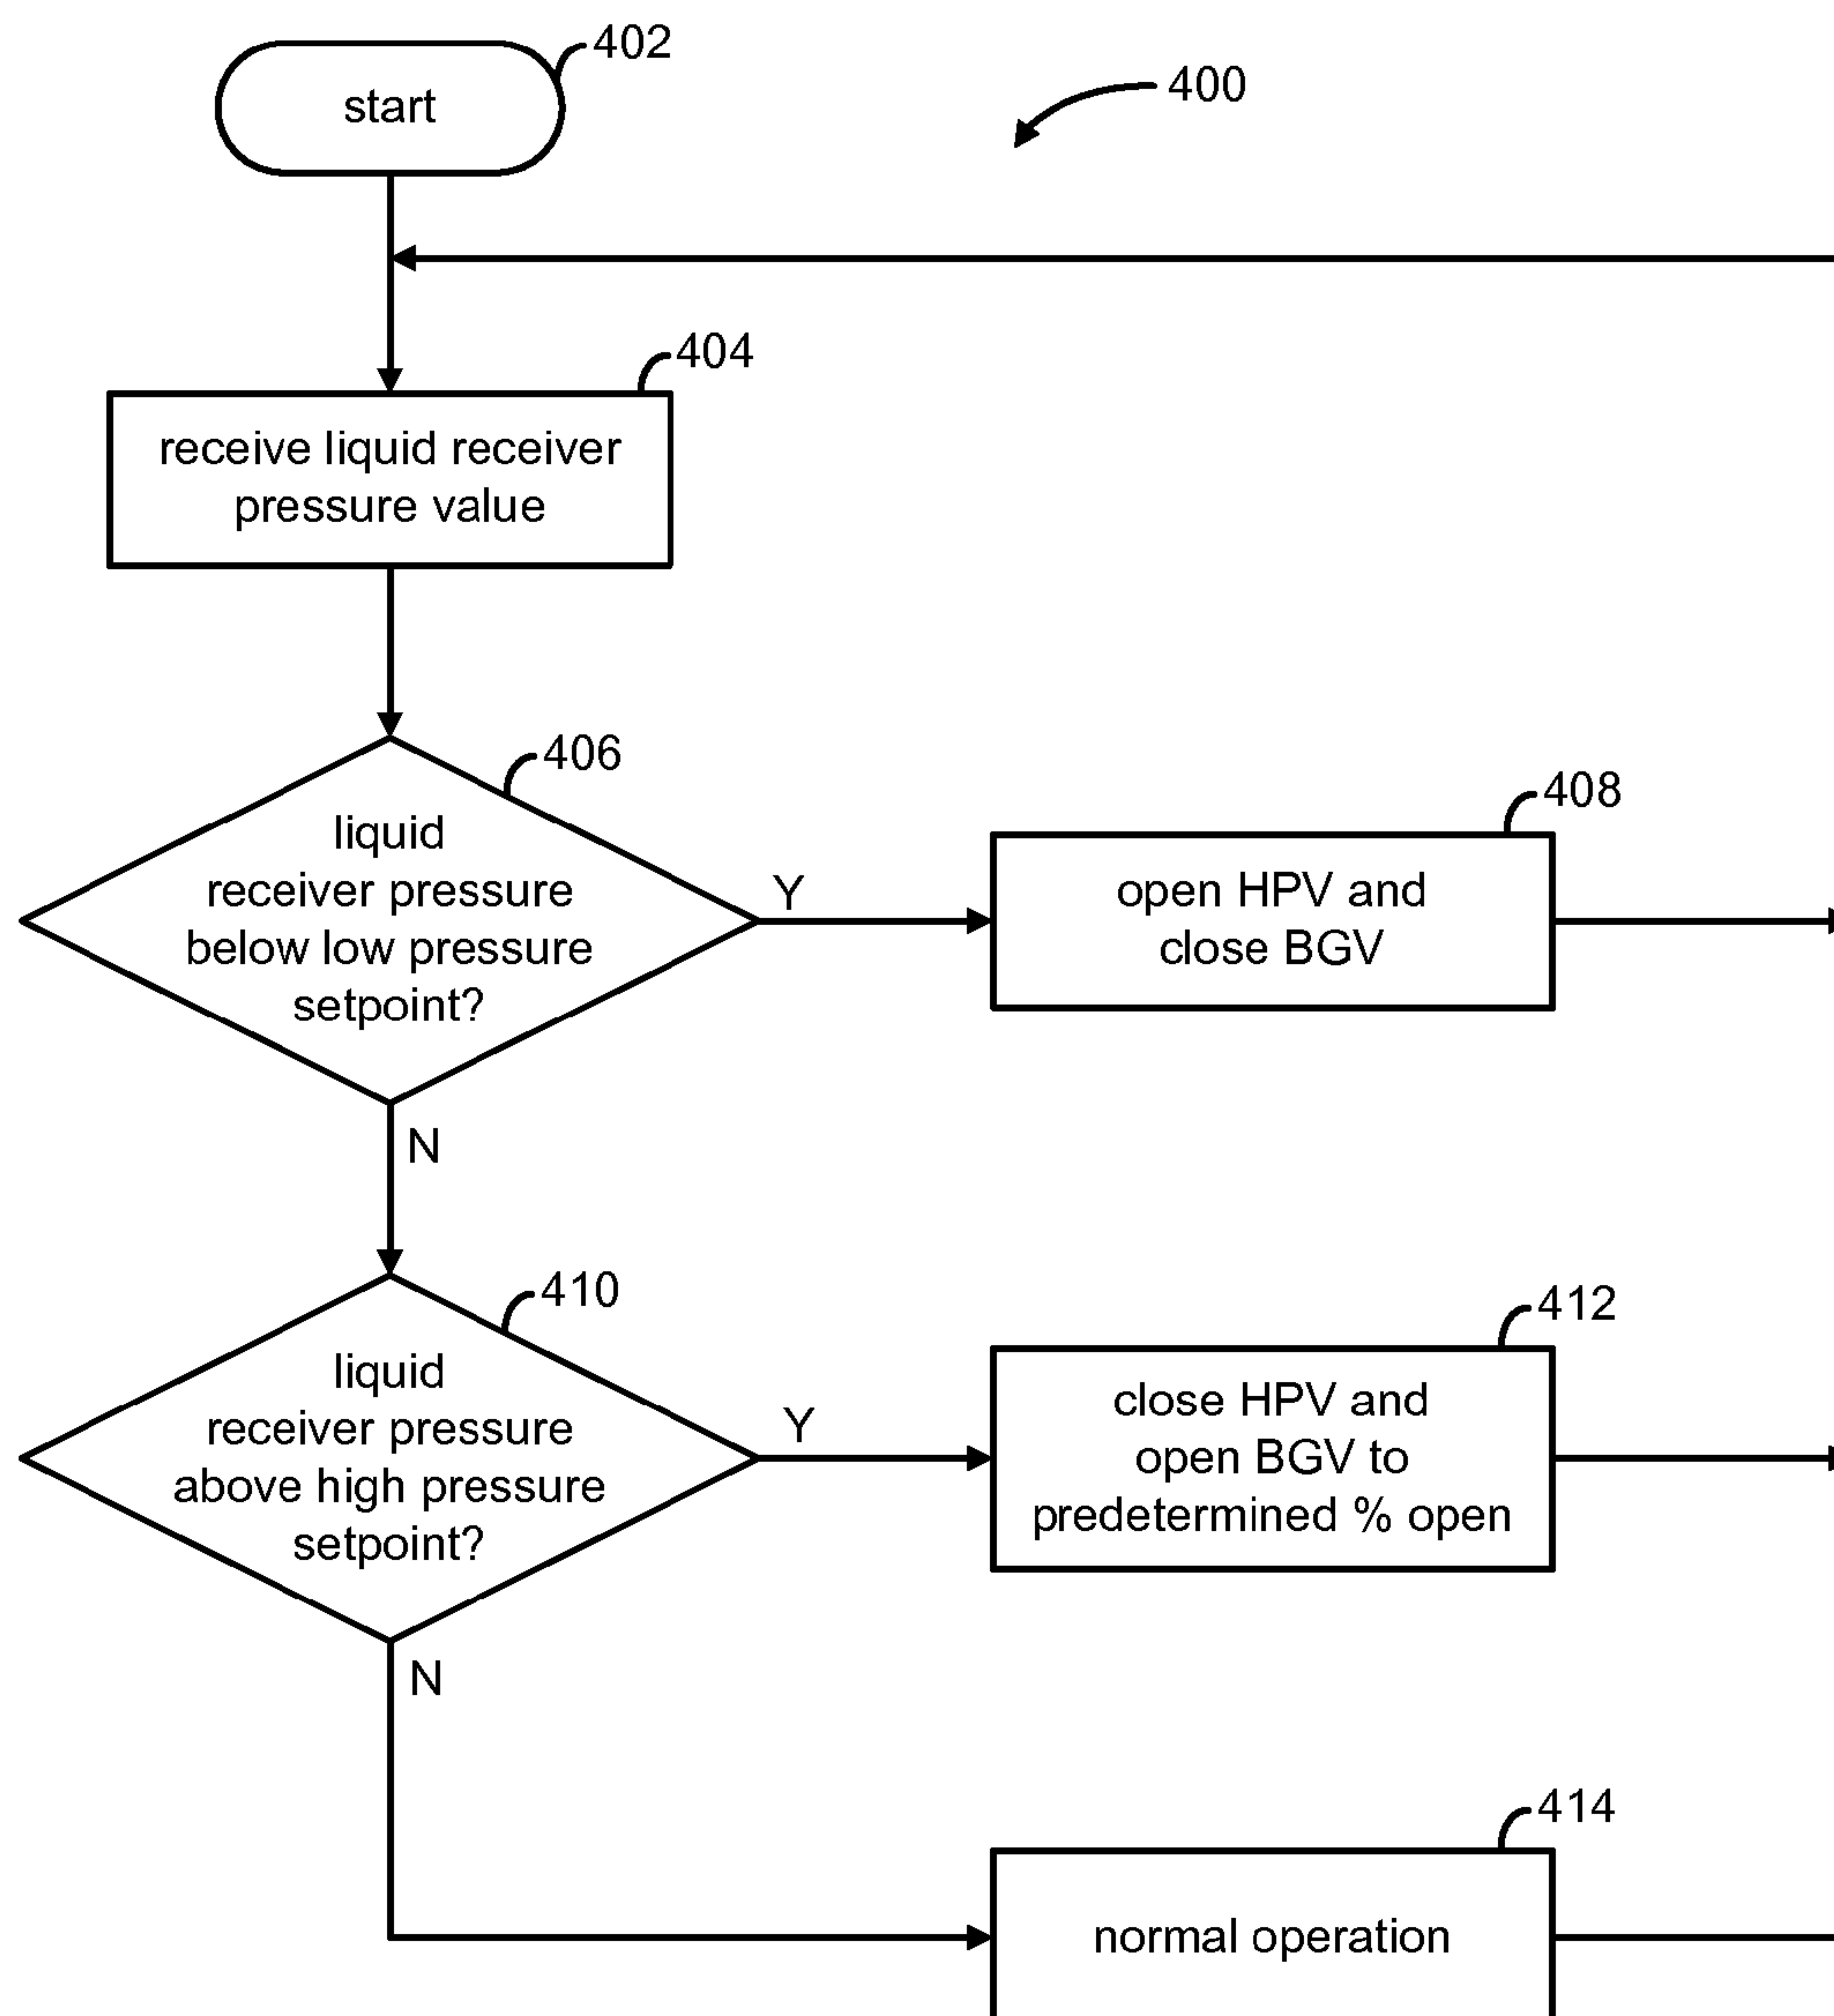 402
start
400
404
receive liquid receiver
pressure value
406
liquid
receiver pressure
below low pressure
setpoint?
Y
408
open HPV and
close BGV
N
410
liquid
receiver pressure
above high pressure
setpoint?
Y
412
close HPV and
open BGV to
predetermined % open
N
414
normal operation